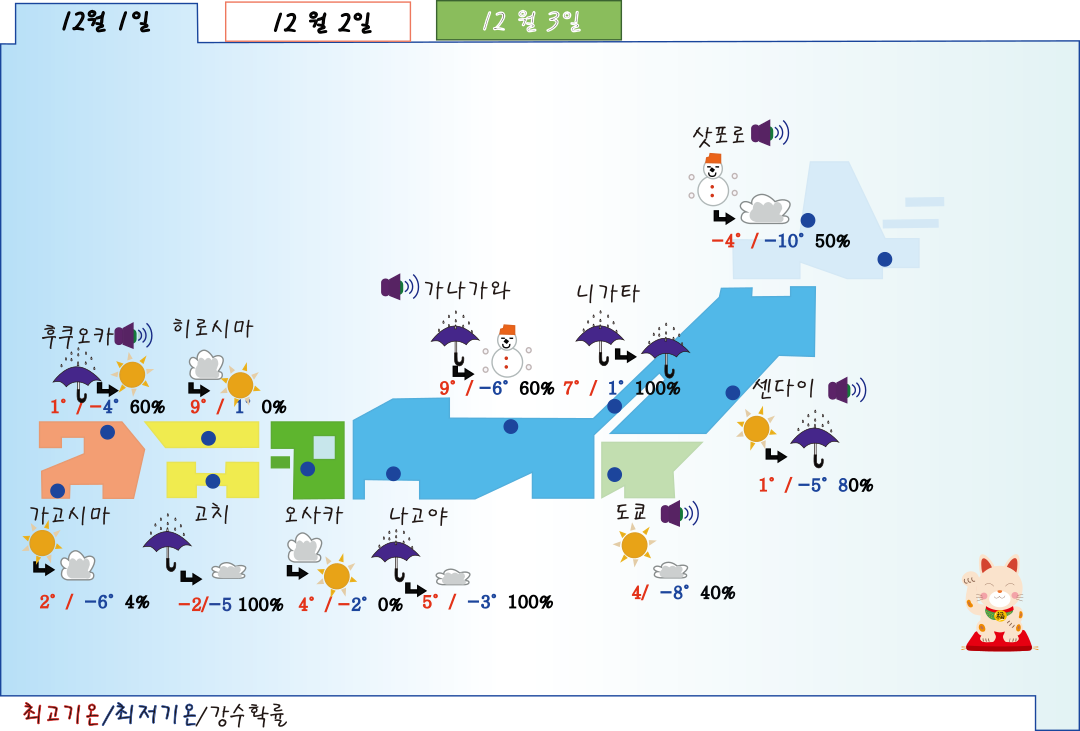 12월 1일
12 월 2일
12 월 3일
삿포로
-4° / -10° 50%
가나가와
9° / -6° 60%
니가타
7° / 1° 100%
후쿠오카
1° / -4° 60%
히로시마
9° / 1° 0%
센다이
1° / -5° 80%
가고시마
2° / -6° 4%
고치
-2/-5 100%
오사카
4° / -2° 0%
나고야
5° / -3° 100%
도쿄
4/ -8° 40%
福
최고기온/최저기온/강수확률